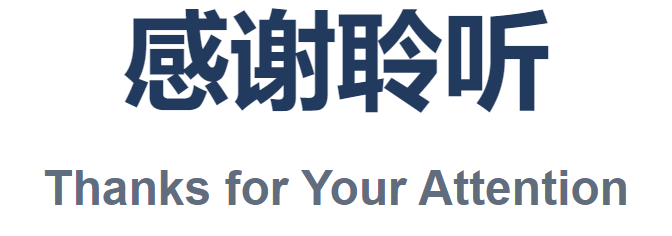 感谢聆听
Thanks for Your Attention